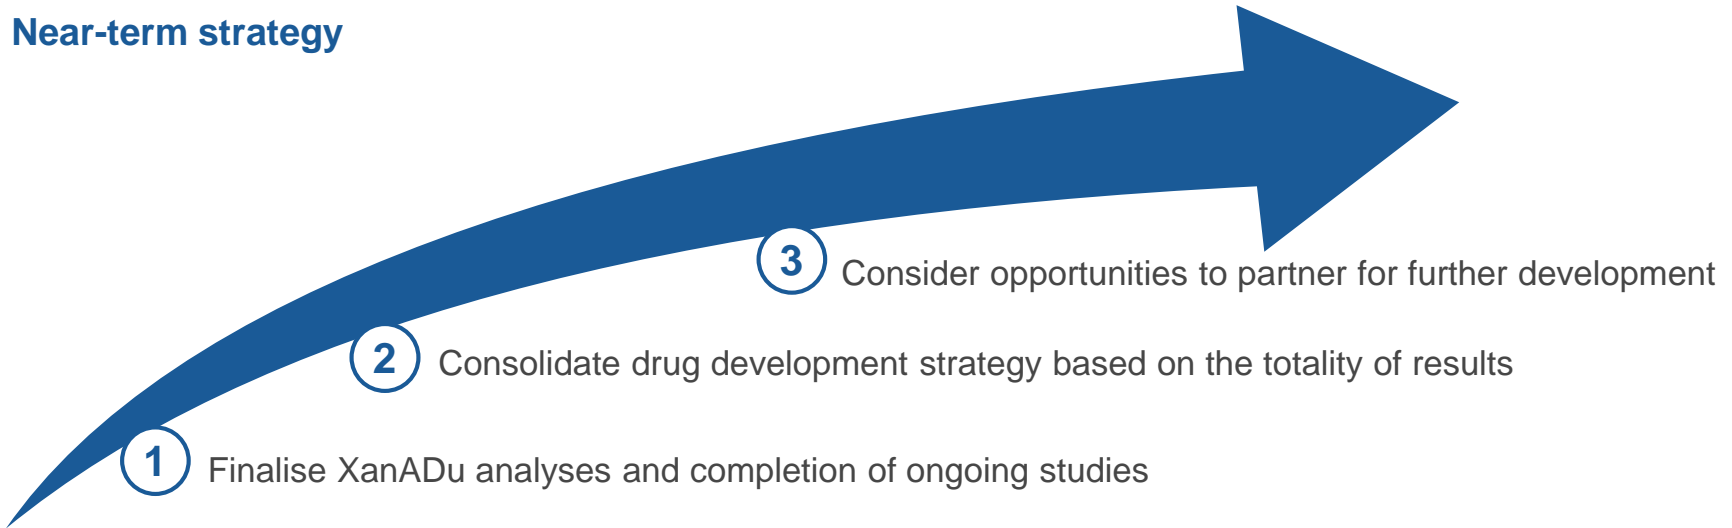 Near-term strategy
3 Consider opportunities to partner for further development
2 Consolidate drug development strategy based on the totality of results
1 Finalise XanADu analyses and completion of ongoing studies